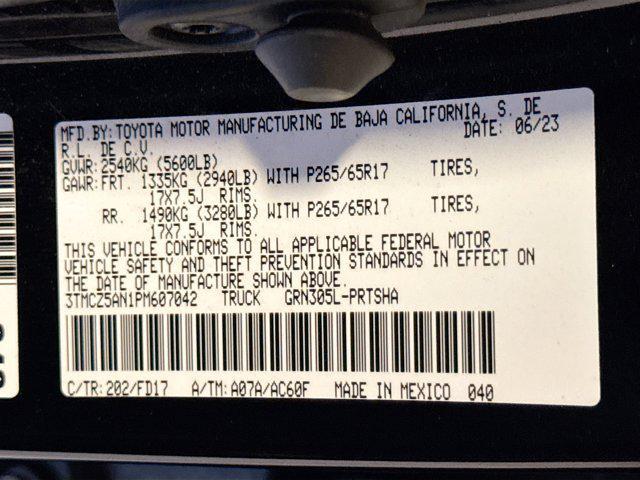 MFD.BY:TOYOTA MOTOR MANUFACTURING DE BAJA CALIFORNIA, S. DE
R.L. DE C.V. DATE: 06/23
GVWR:2540KG (5600LB)
GAWR:FRT. 1335KG (2940LB) WITH P265/65R17 TIRES,
17X7.5J RIMS.
RR. 1490KG (3280LB) WITH P265/65R17 TIRES,
17X7.5J RIMS.
THIS VEHICLE CONFORMS TO ALL APPLICABLE FEDERAL MOTOR
VEHICLE SAFETY AND THEFT PREVENTION STANDARDS IN EFFECT ON
THE DATE OF MANUFACTURE SHOWN ABOVE.
3TMCZ5AN1PM607042 TRUCK GRN305L-PRTSHA
C/TR:202/FD17 A/TM:A07A/AC60F MADE IN MEXICO 040